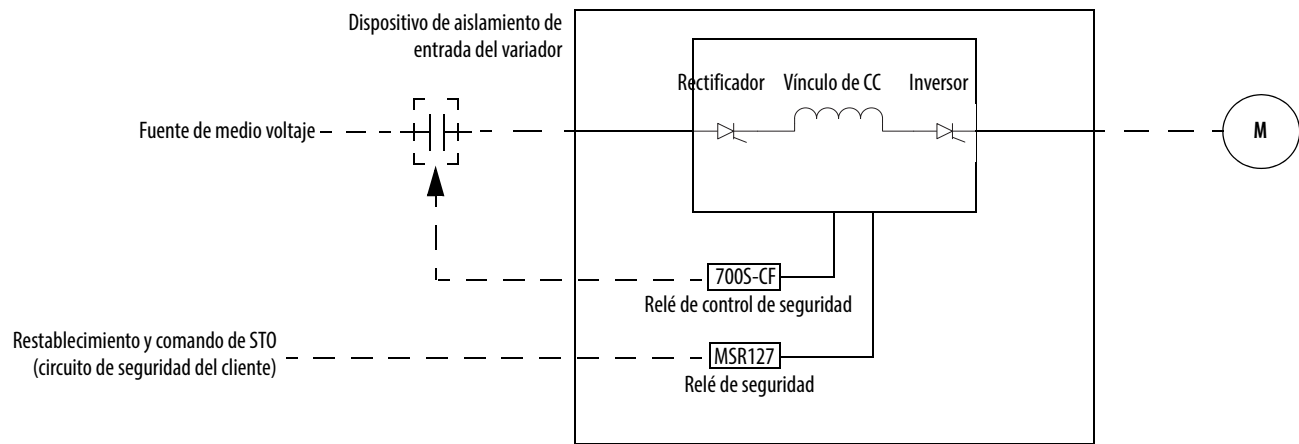 Dispositivo de aislamiento de
entrada del variador
Rectificador
Vínculo de CC
Inversor
Fuente de medio voltaje
M
700S-CF
Relé de control de seguridad
Restablecimiento y comando de STO
(circuito de seguridad del cliente)
MSR127
Relé de seguridad